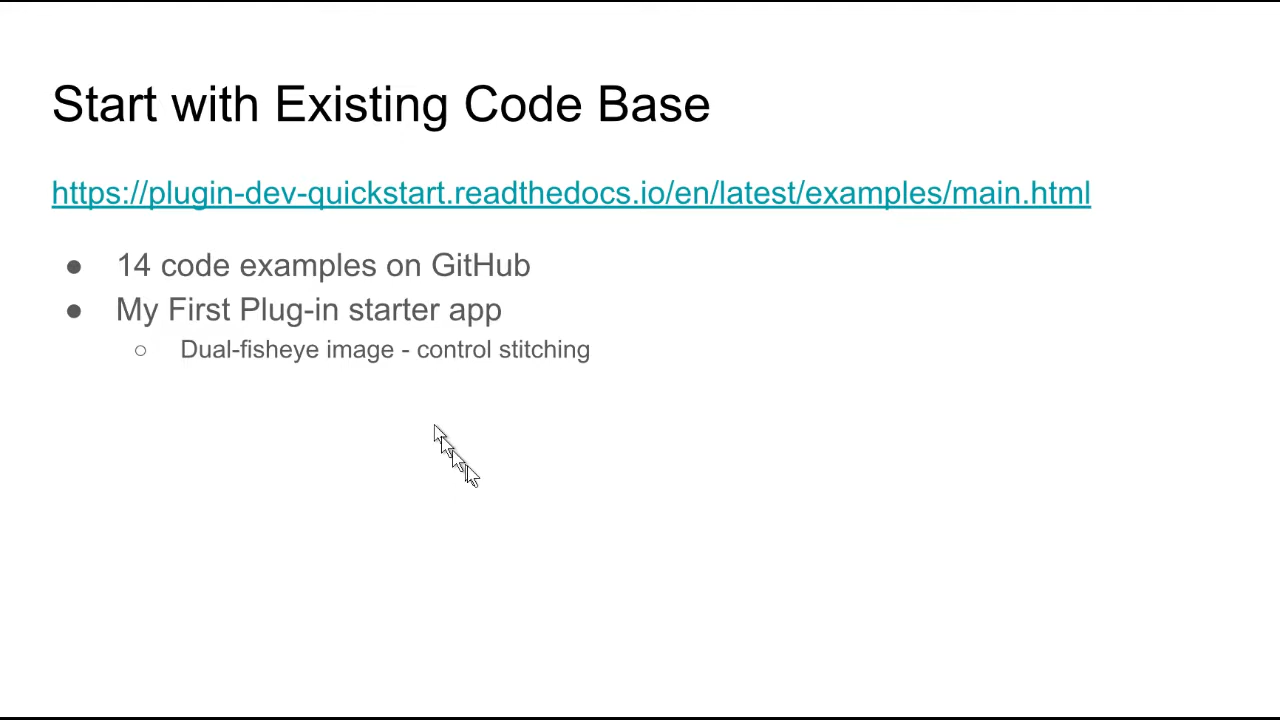 Start with Existing Code Base
https://plugin-dev-quickstart.readthedocs.io/en/latest/examples/main.html
● 14 code examples on GitHub
● My First Plug-in starter app
○ Dual-fisheye image - control stitching